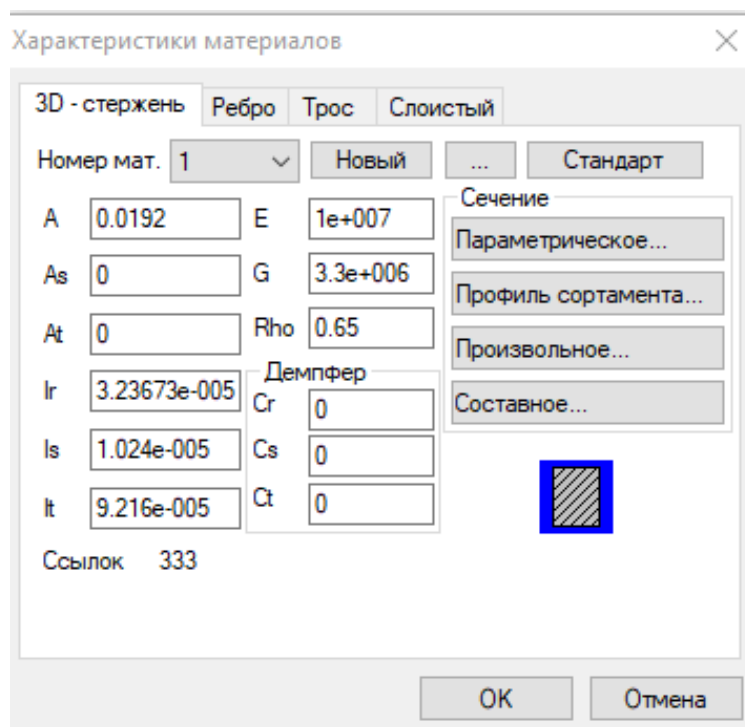 Характеристики материалов
3D - стержень Ребро Трос Слоистый
Номер мат. 1 Новый ... Стандарт
A 0.0192 E 1e+007 Сечение
Параметрическое...
As 0 G 3.3e+006
Профиль сортамента...
At 0 Rho 0.65
Произвольное...
Демпфер
Ir 3.23673e-005 Cr 0 Составное...
Is 1.024e-005 Cs 0
It 9.216e-005 Ct 0
Ссылок 333
OK Отмена